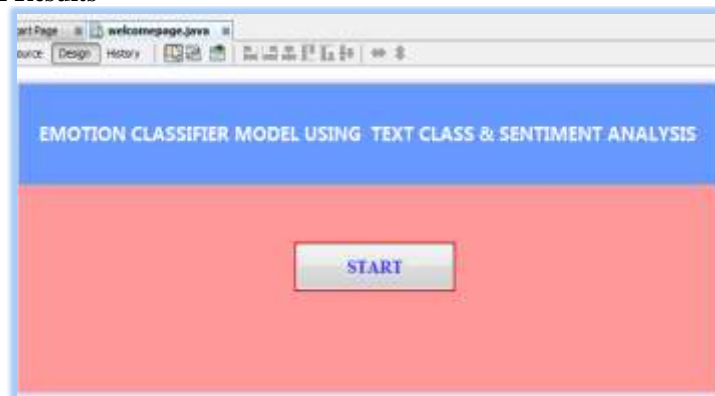 Results
art Page welcomepage.java
ource Design History
EMOTION CLASSIFIER MODEL USING TEXT CLASS & SENTIMENT ANALYSIS
START